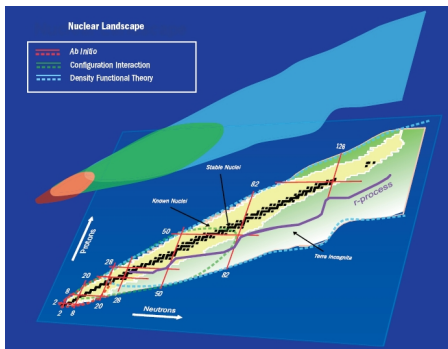 Nuclear Landscape
Ab Initio
Configuration Interaction
Density Functional Theory
126
Stable Nuclei
82
Known Nuclei
r-process
50
Protons
28
20
82
Terra Incognita
8
50
2
28
20
2
8
Neutrons